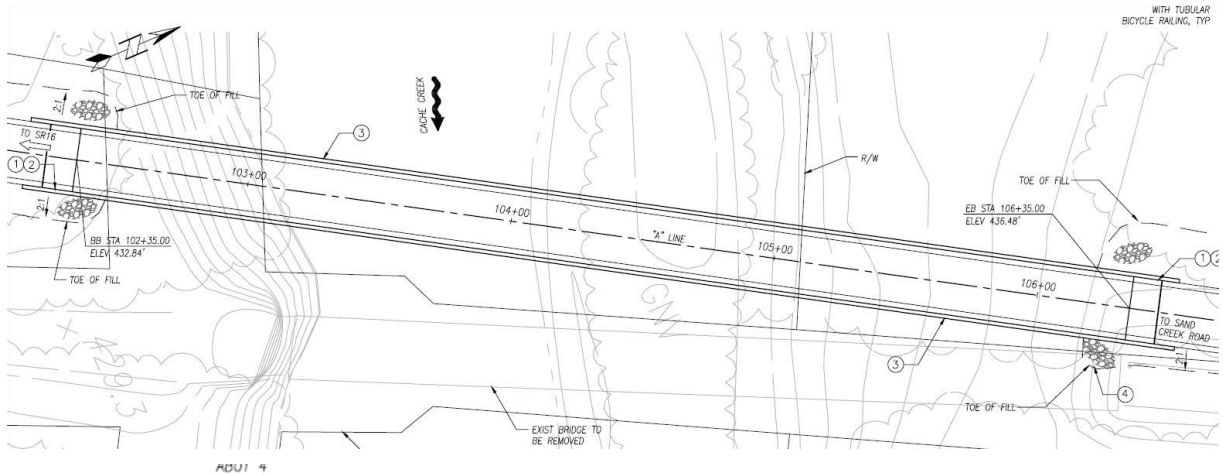 WITH TUBULAR
BICYCLE RAILING, TYP
N
TOE OF FILL
2:1
CACHE CREEK
3
TO SR16
R/W
1 2
103+00
TOE OF FILL
104+00
EB STA 106+35.00
ELEV 436.48'
2:1
"A" LINE
BB STA 102+35.00
ELEV 432.84'
105+00
1 2
TOE OF FILL
106+00
TO SAND
CREEK ROAD
3
2:1
4
TOE OF FILL
EXIST BRIDGE TO
BE REMOVED
ABUT 4